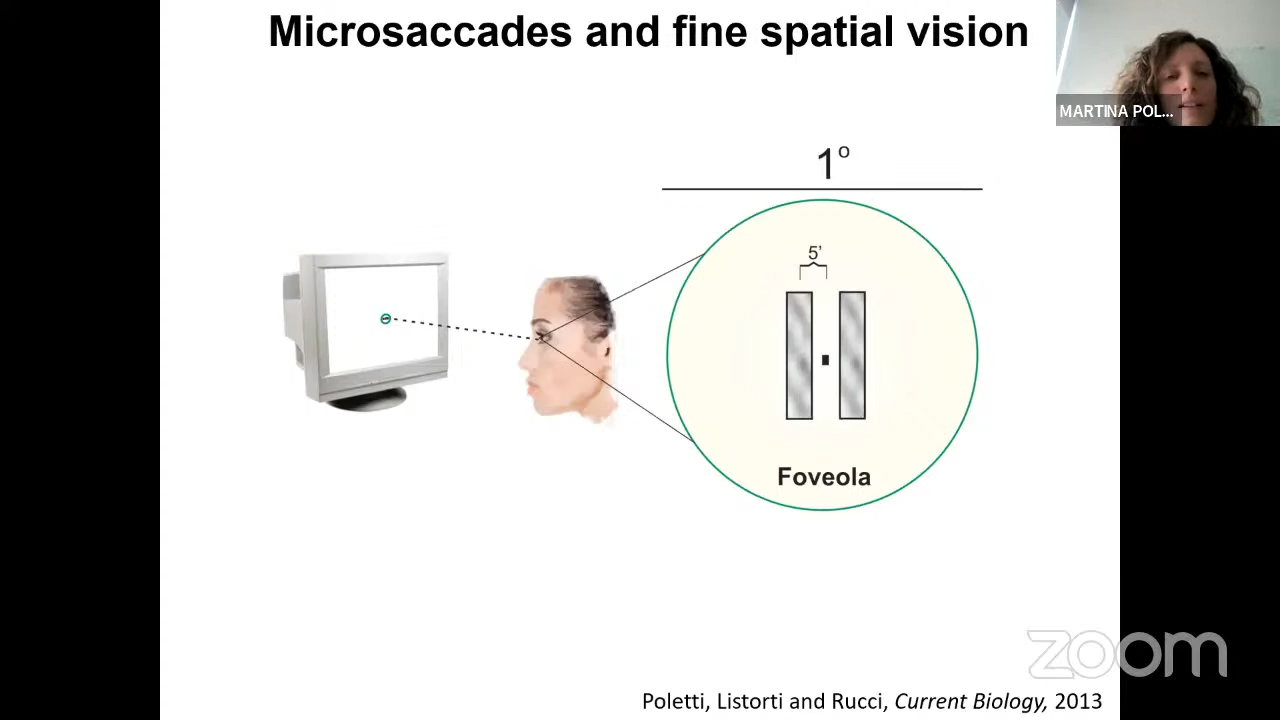 Microsaccades and fine spatial vision
MARTINA POL...
1°
5'
Foveola
zoom
Poletti, Listorti and Rucci, Current Biology, 2013